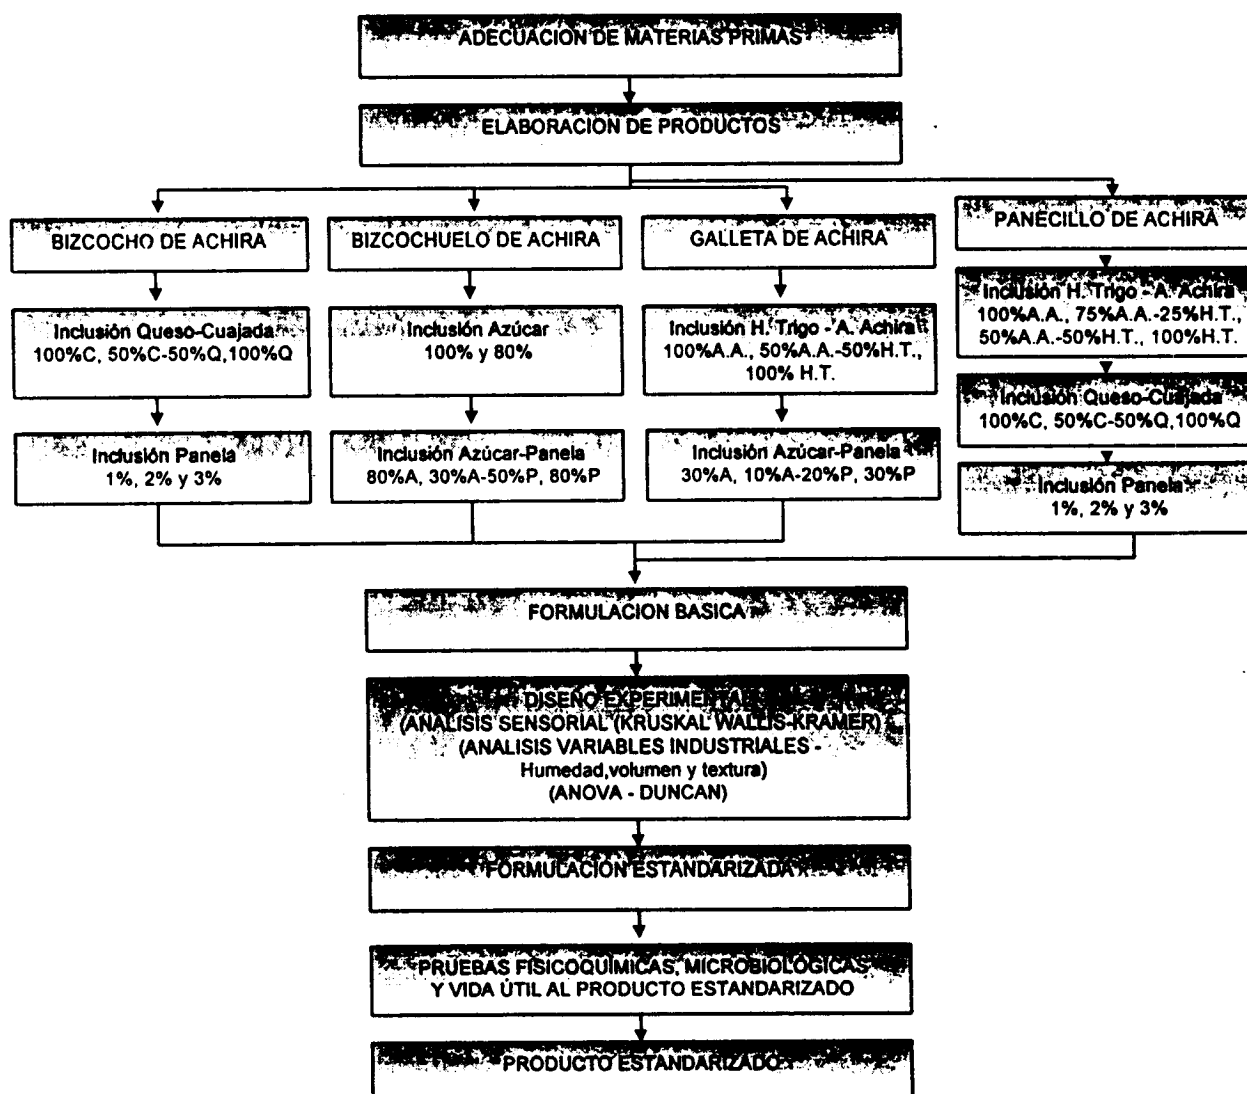 ADECUACION DE MATERIAS PRIMAS
ELABORACION DE PRODUCTOS
BIZCOCHO DE ACHIRA
Inclusión Queso-Cuajada
100%C, 50%C-50%Q,100%Q
Inclusión Panela
1%, 2% y 3%
BIZCOCHUELO DE ACHIRA
Inclusión Azúcar
100% y 80%
Inclusión Azúcar-Panela
80%A, 30%A-50%P, 80%P
GALLETA DE ACHIRA
Inclusión H. Trigo - A. Achira
100%A.A., 50%A.A.-50%H.T.,
100% H.T.
Inclusión Azúcar-Panela
30%A, 10%A-20%P, 30%P
PANECILLO DE ACHIRA
Inclusión H. Trigo - A. Achira
100%A.A., 75%A.A.-25%H.T.,
50%A.A.-50%H.T., 100%H.T.
Inclusión Queso-Cuajada
100%C, 50%C-50%Q,100%Q
Inclusión Panela
1%, 2% y 3%
FORMULACION BASICA
DISEÑO EXPERIMENTAL
(ANALISIS SENSORIAL (KRUSKAL WALLIS-KRAMER)
(ANALISIS VARIABLES INDUSTRIALES -
Humedad,volumen y textura)
(ANOVA - DUNCAN)
FORMULACION ESTANDARIZADA
PRUEBAS FISICOQUÍMICAS, MICROBIOLÓGICAS
Y VIDA ÚTIL AL PRODUCTO ESTANDARIZADO
PRODUCTO ESTANDARIZADO